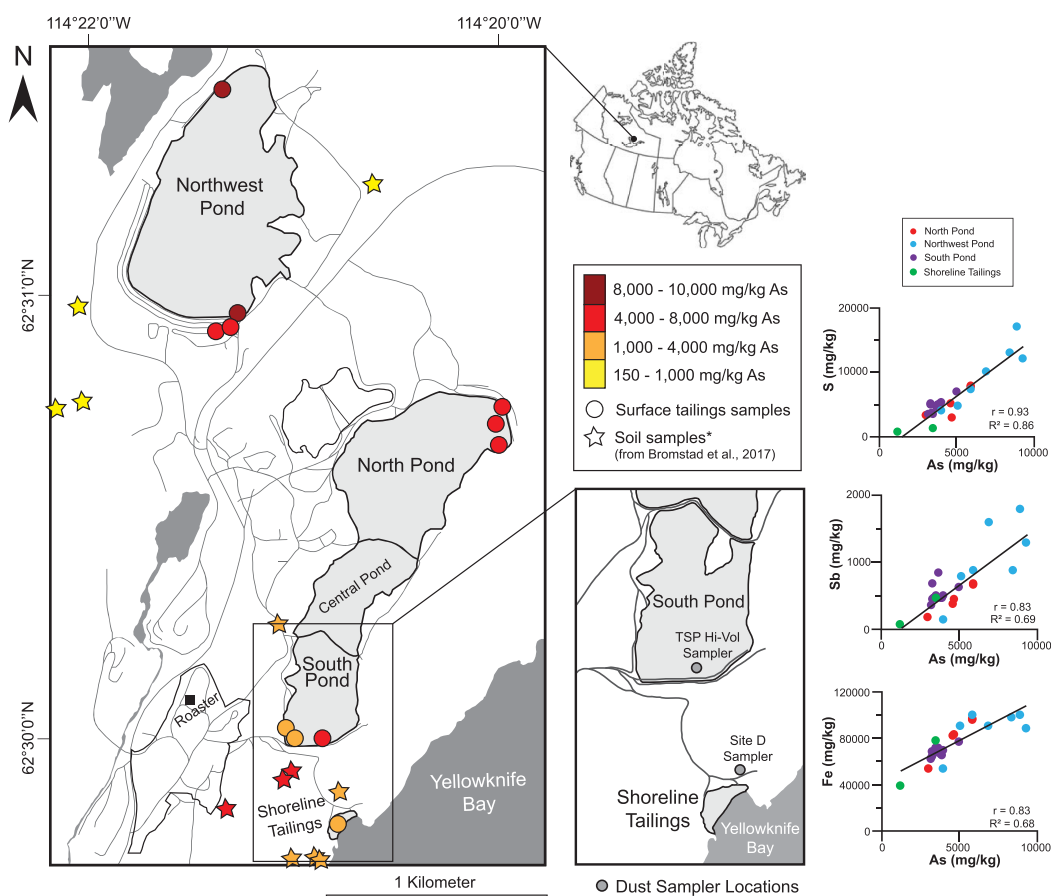 114°22'0''W
114°20'0''W
N
62°31'0''N
62°30'0''N
Northwest
Pond
North Pond
Central Pond
South
Pond
Roaster
Shoreline
Tailings
Yellowknife
Bay
1 Kilometer
8,000 - 10,000 mg/kg As
4,000 - 8,000 mg/kg As
1,000 - 4,000 mg/kg As
150 - 1,000 mg/kg As
Surface tailings samples
Soil samples*
(from Bromstad et al., 2017)
South Pond
TSP Hi-Vol
Sampler
Site D
Sampler
Shoreline
Tailings
Yellowknife
Bay
Dust Sampler Locations
North Pond
Northwest Pond
South Pond
Shoreline Tailings
20000
10000
0
S (mg/kg)
r = 0.93
R² = 0.86
0
5000
10000
As (mg/kg)
2000
1000
0
Sb (mg/kg)
r = 0.83
R² = 0.69
0
5000
10000
As (mg/kg)
120000
80000
40000
0
Fe (mg/kg)
r = 0.83
R² = 0.68
0
5000
10000
As (mg/kg)